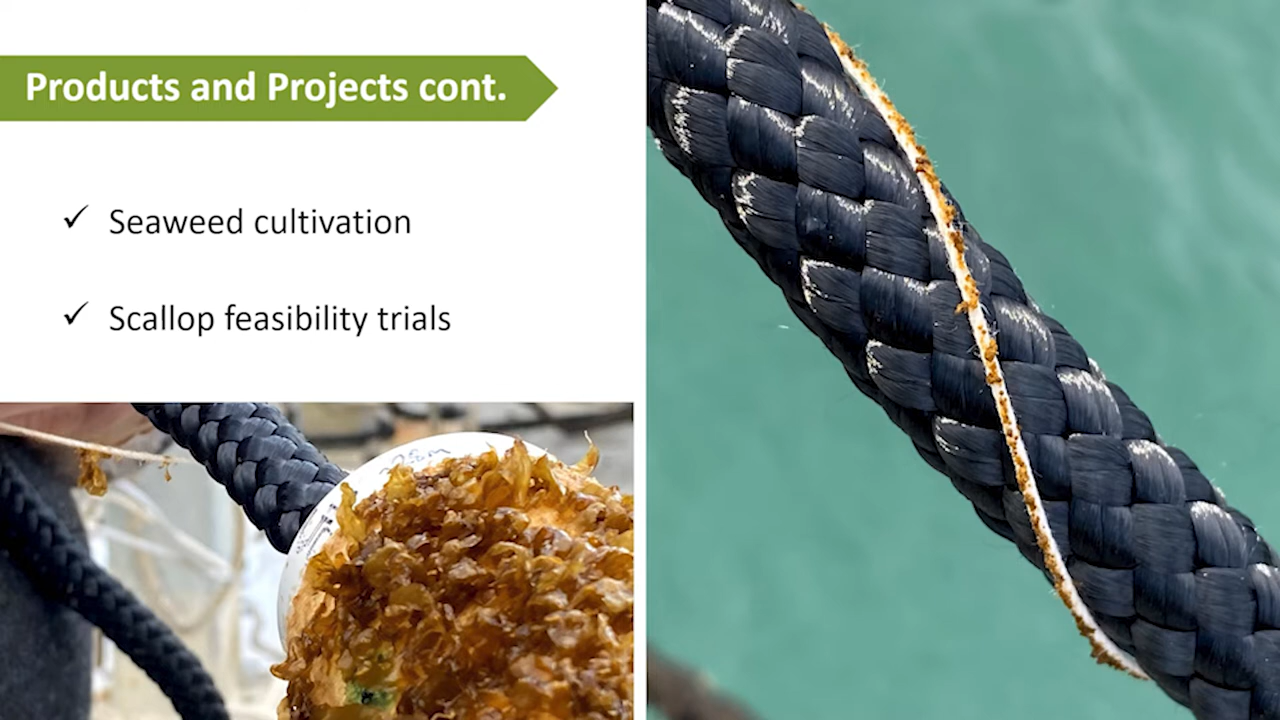 Products and Projects cont.
✓ Seaweed cultivation
✓ Scallop feasibility trials